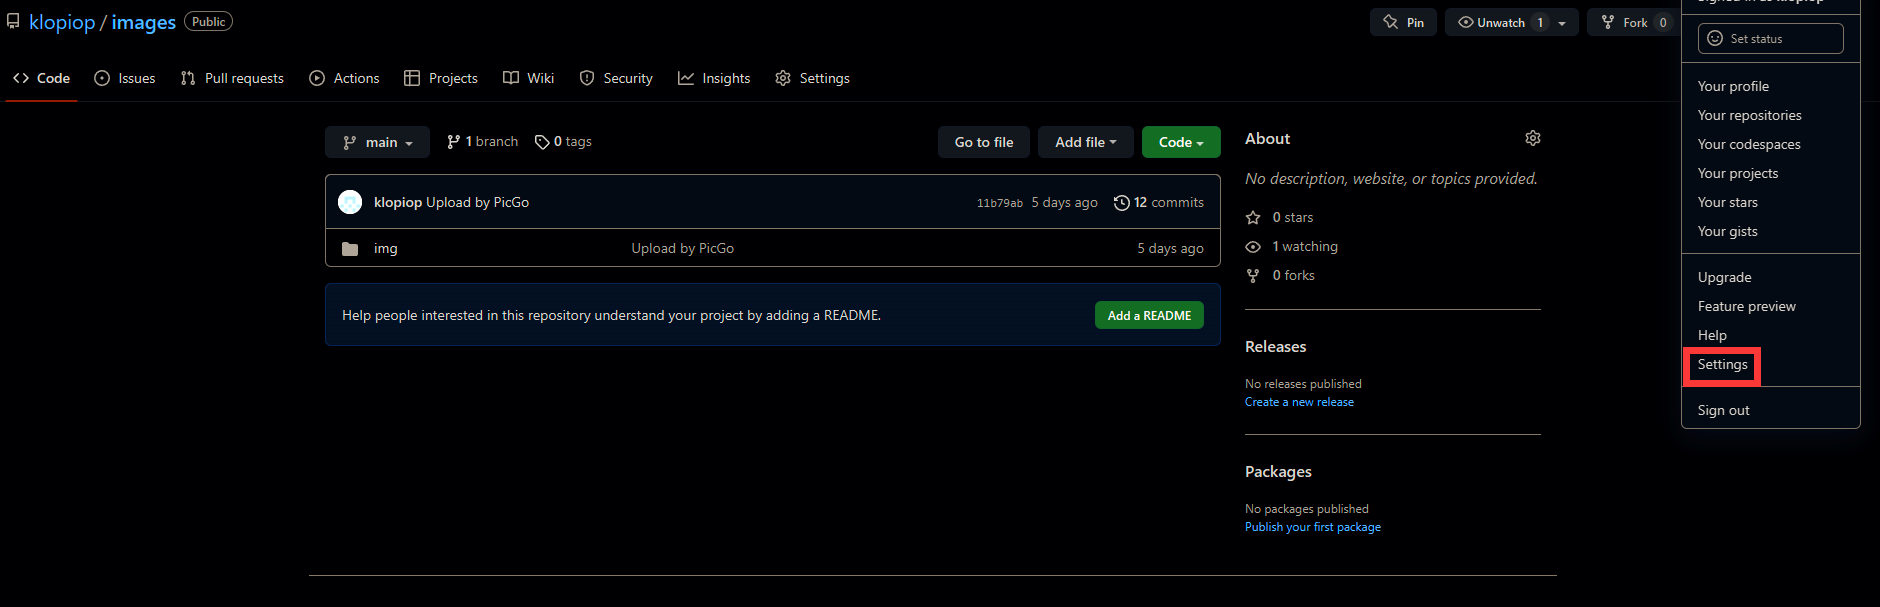 klopiop / images Public
Pin
Unwatch 1
Fork 0
Signed in as klopiop
Set status
Code
Issues
Pull requests
Actions
Projects
Wiki
Security
Insights
Settings
Your profile
Your repositories
Your codespaces
Your projects
Your stars
Your gists
Upgrade
Feature preview
Help
Settings
Sign out
main
1 branch
0 tags
Go to file
Add file
Code
klopiop Upload by PicGo
11b79ab 5 days ago
12 commits
img
Upload by PicGo
5 days ago
Help people interested in this repository understand your project by adding a README.
Add a README
About
No description, website, or topics provided.
0 stars
1 watching
0 forks
Releases
No releases published
Create a new release
Packages
No packages published
Publish your first package